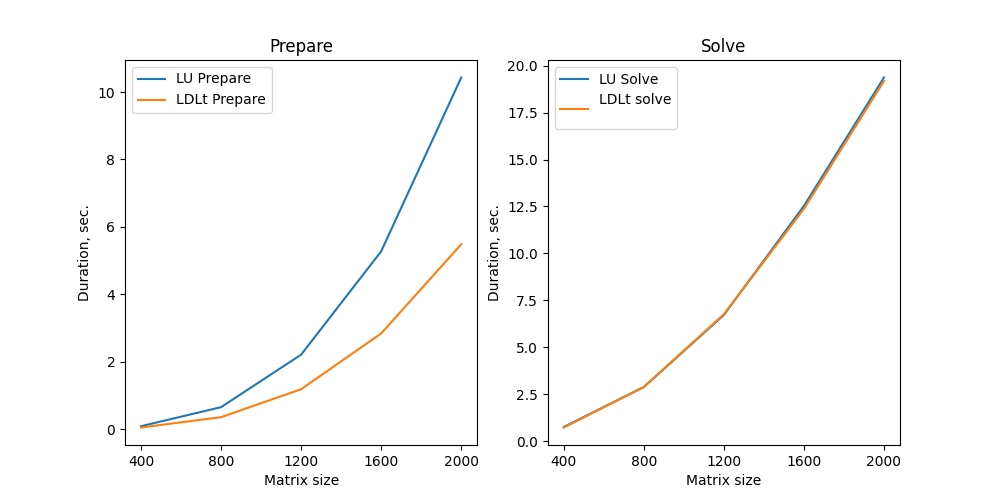 Prepare
LU Prepare
LDLt Prepare
10
8
6
4
2
0
Duration, sec.
400 800 1200 1600 2000
Matrix size
Solve
LU Solve
LDLt solve
20.0
17.5
15.0
12.5
10.0
7.5
5.0
2.5
0.0
Duration, sec.
400 800 1200 1600 2000
Matrix size